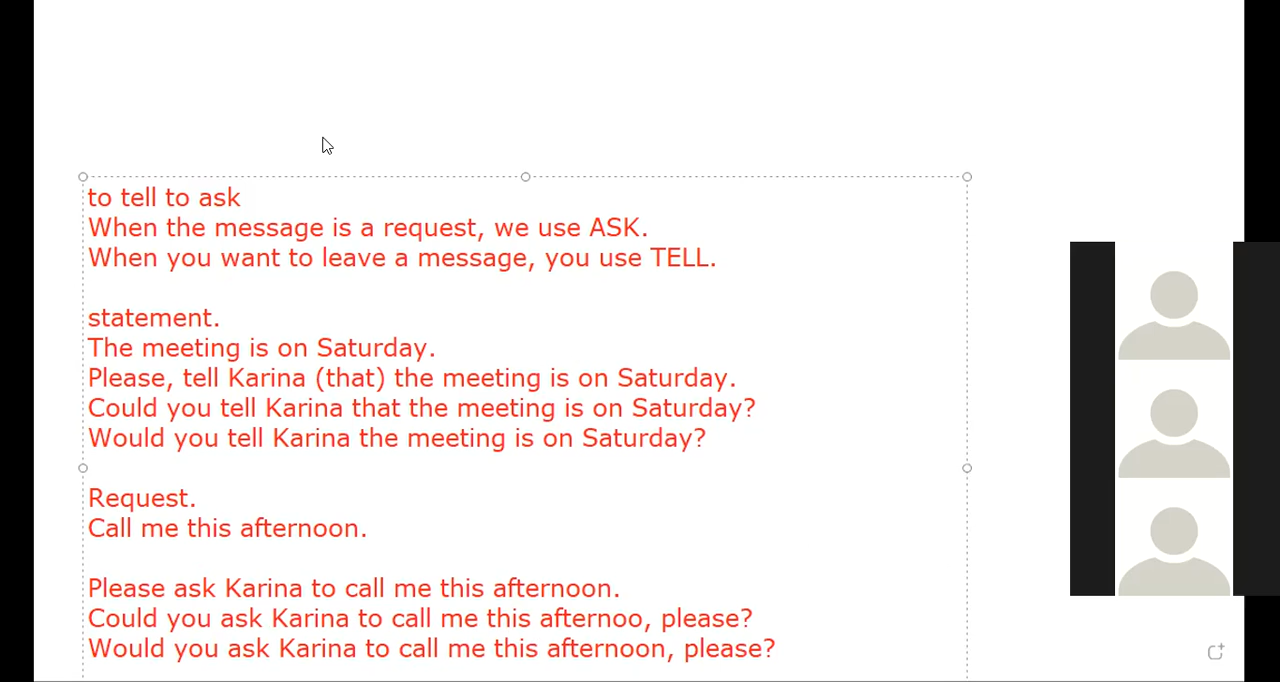 to tell to ask
When the message is a request, we use ASK.
When you want to leave a message, you use TELL.
statement.
The meeting is on Saturday.
Please, tell Karina (that) the meeting is on Saturday.
Could you tell Karina that the meeting is on Saturday?
Would you tell Karina the meeting is on Saturday?
Request.
Call me this afternoon.
Please ask Karina to call me this afternoon.
Could you ask Karina to call me this afternoo, please?
Would you ask Karina to call me this afternoon, please?